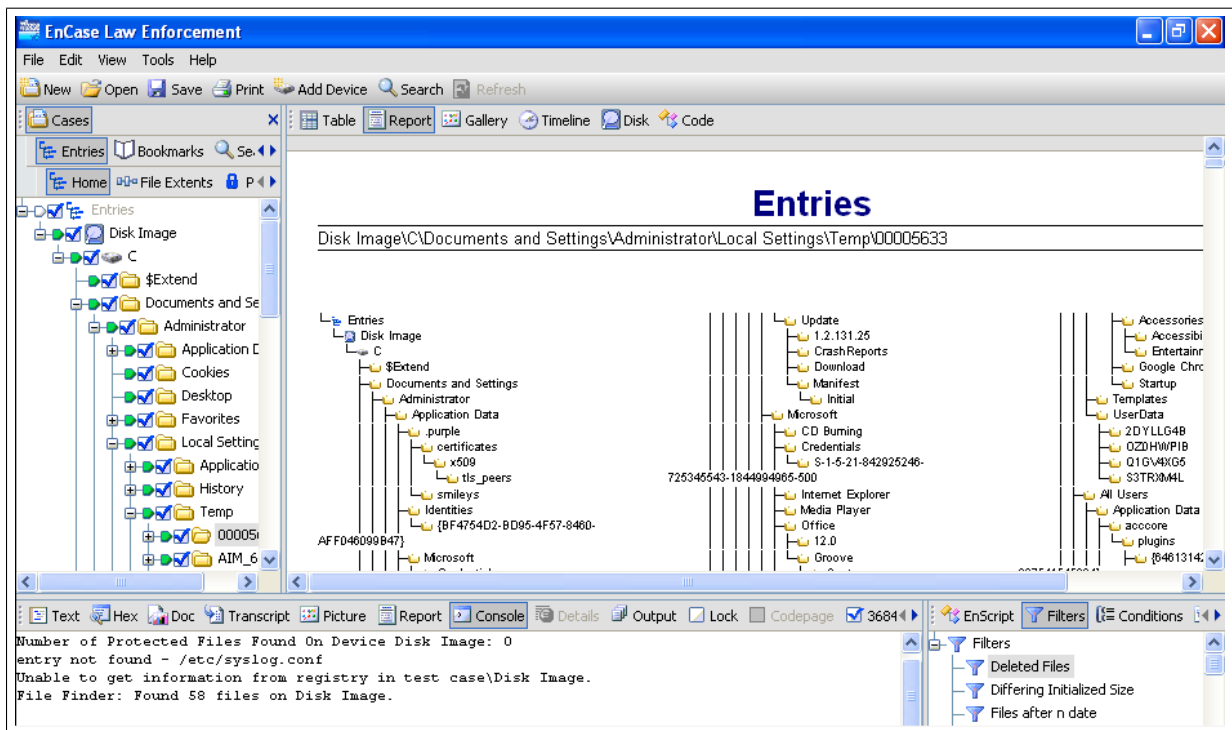 EnCase Law Enforcement
File Edit View Tools Help
New Open Save Print Add Device Search Refresh
Cases
Table Report Gallery Timeline Disk Code
Entries Bookmarks Se
Home File Extents P
Entries
Disk Image
C
$Extend
Documents and Se
Administrator
Application D
Cookies
Desktop
Favorites
Local Setting
Applicatio
History
Temp
00005
AIM_6
Entries
Disk Image\C\Documents and Settings\Administrator\Local Settings\Temp\00005633
Entries
Disk Image
C
$Extend
Documents and Settings
Administrator
Application Data
.purple
certificates
x509
tls_peers
smileys
Identities
{BF4754D2-BD95-4F57-8460-
AFF046099B47}
Microsoft
Update
1.2.131.25
CrashReports
Download
Manifest
Initial
Microsoft
CD Burning
Credentials
S-1-5-21-842925246-
725345543-1844994965-500
Internet Explorer
Media Player
Office
12.0
Groove
Accessories
Accessibi
Entertainr
Google Chrc
Startup
Templates
UserData
2DYLLG4B
OZ0HWPIB
Q1GV4XG5
S3TRXM4L
All Users
Application Data
acccore
plugins
{64613142
Text Hex Doc Transcript Picture Report Console Details Output Lock Codepage 3684
EnScript Filters Conditions
Number of Protected Files Found On Device Disk Image: 0
entry not found - /etc/syslog.conf
Unable to get information from registry in test case\Disk Image.
File Finder: Found 58 files on Disk Image.
Filters
Deleted Files
Differing Initialized Size
Files after n date